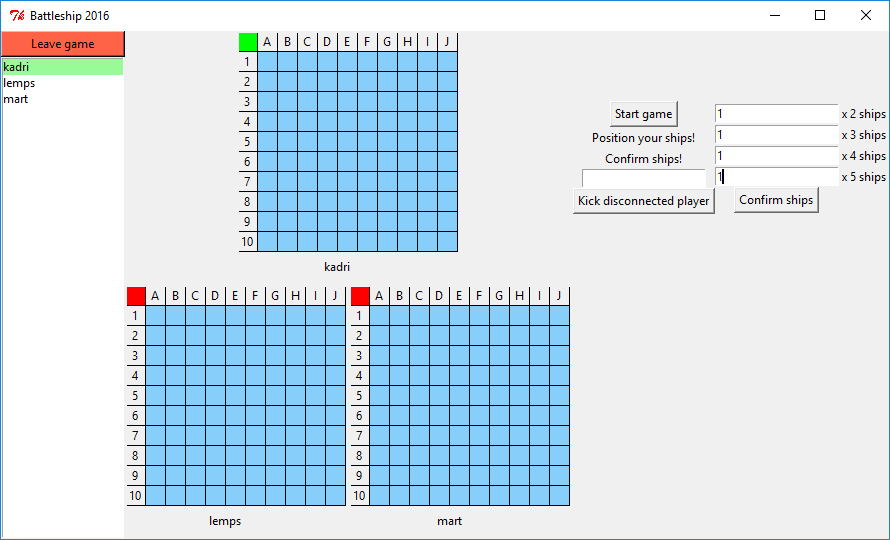 Battleship 2016
Leave game
kadri
lemps
mart
A B C D E F G H I J
1
2
3
4
5
6
7
8
9
10
kadri
Start game
Position your ships!
Confirm ships!
Kick disconnected player
1 x 2 ships
1 x 3 ships
1 x 4 ships
1 x 5 ships
Confirm ships
A B C D E F G H I J
1
2
3
4
5
6
7
8
9
10
lemps
A B C D E F G H I J
1
2
3
4
5
6
7
8
9
10
mart